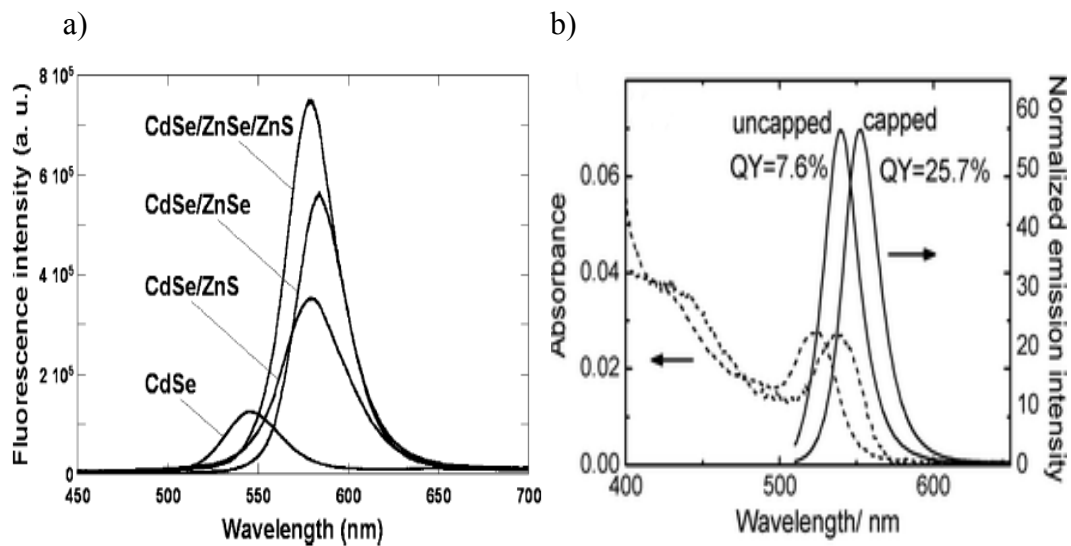 a)
b)
Fluorescence intensity (a. u.)
8 10⁵
6 10⁵
4 10⁵
2 10⁵
0
CdSe/ZnSe/ZnS
CdSe/ZnSe
CdSe/ZnS
CdSe
450 500 550 600 650 700
Wavelength (nm)
Absorbance
0.06
0.04
0.02
0.00
uncapped capped
QY=7.6% QY=25.7%
400 500 600
Wavelength/ nm
60
50
40
30
20
10
0
Normalized emission intensity